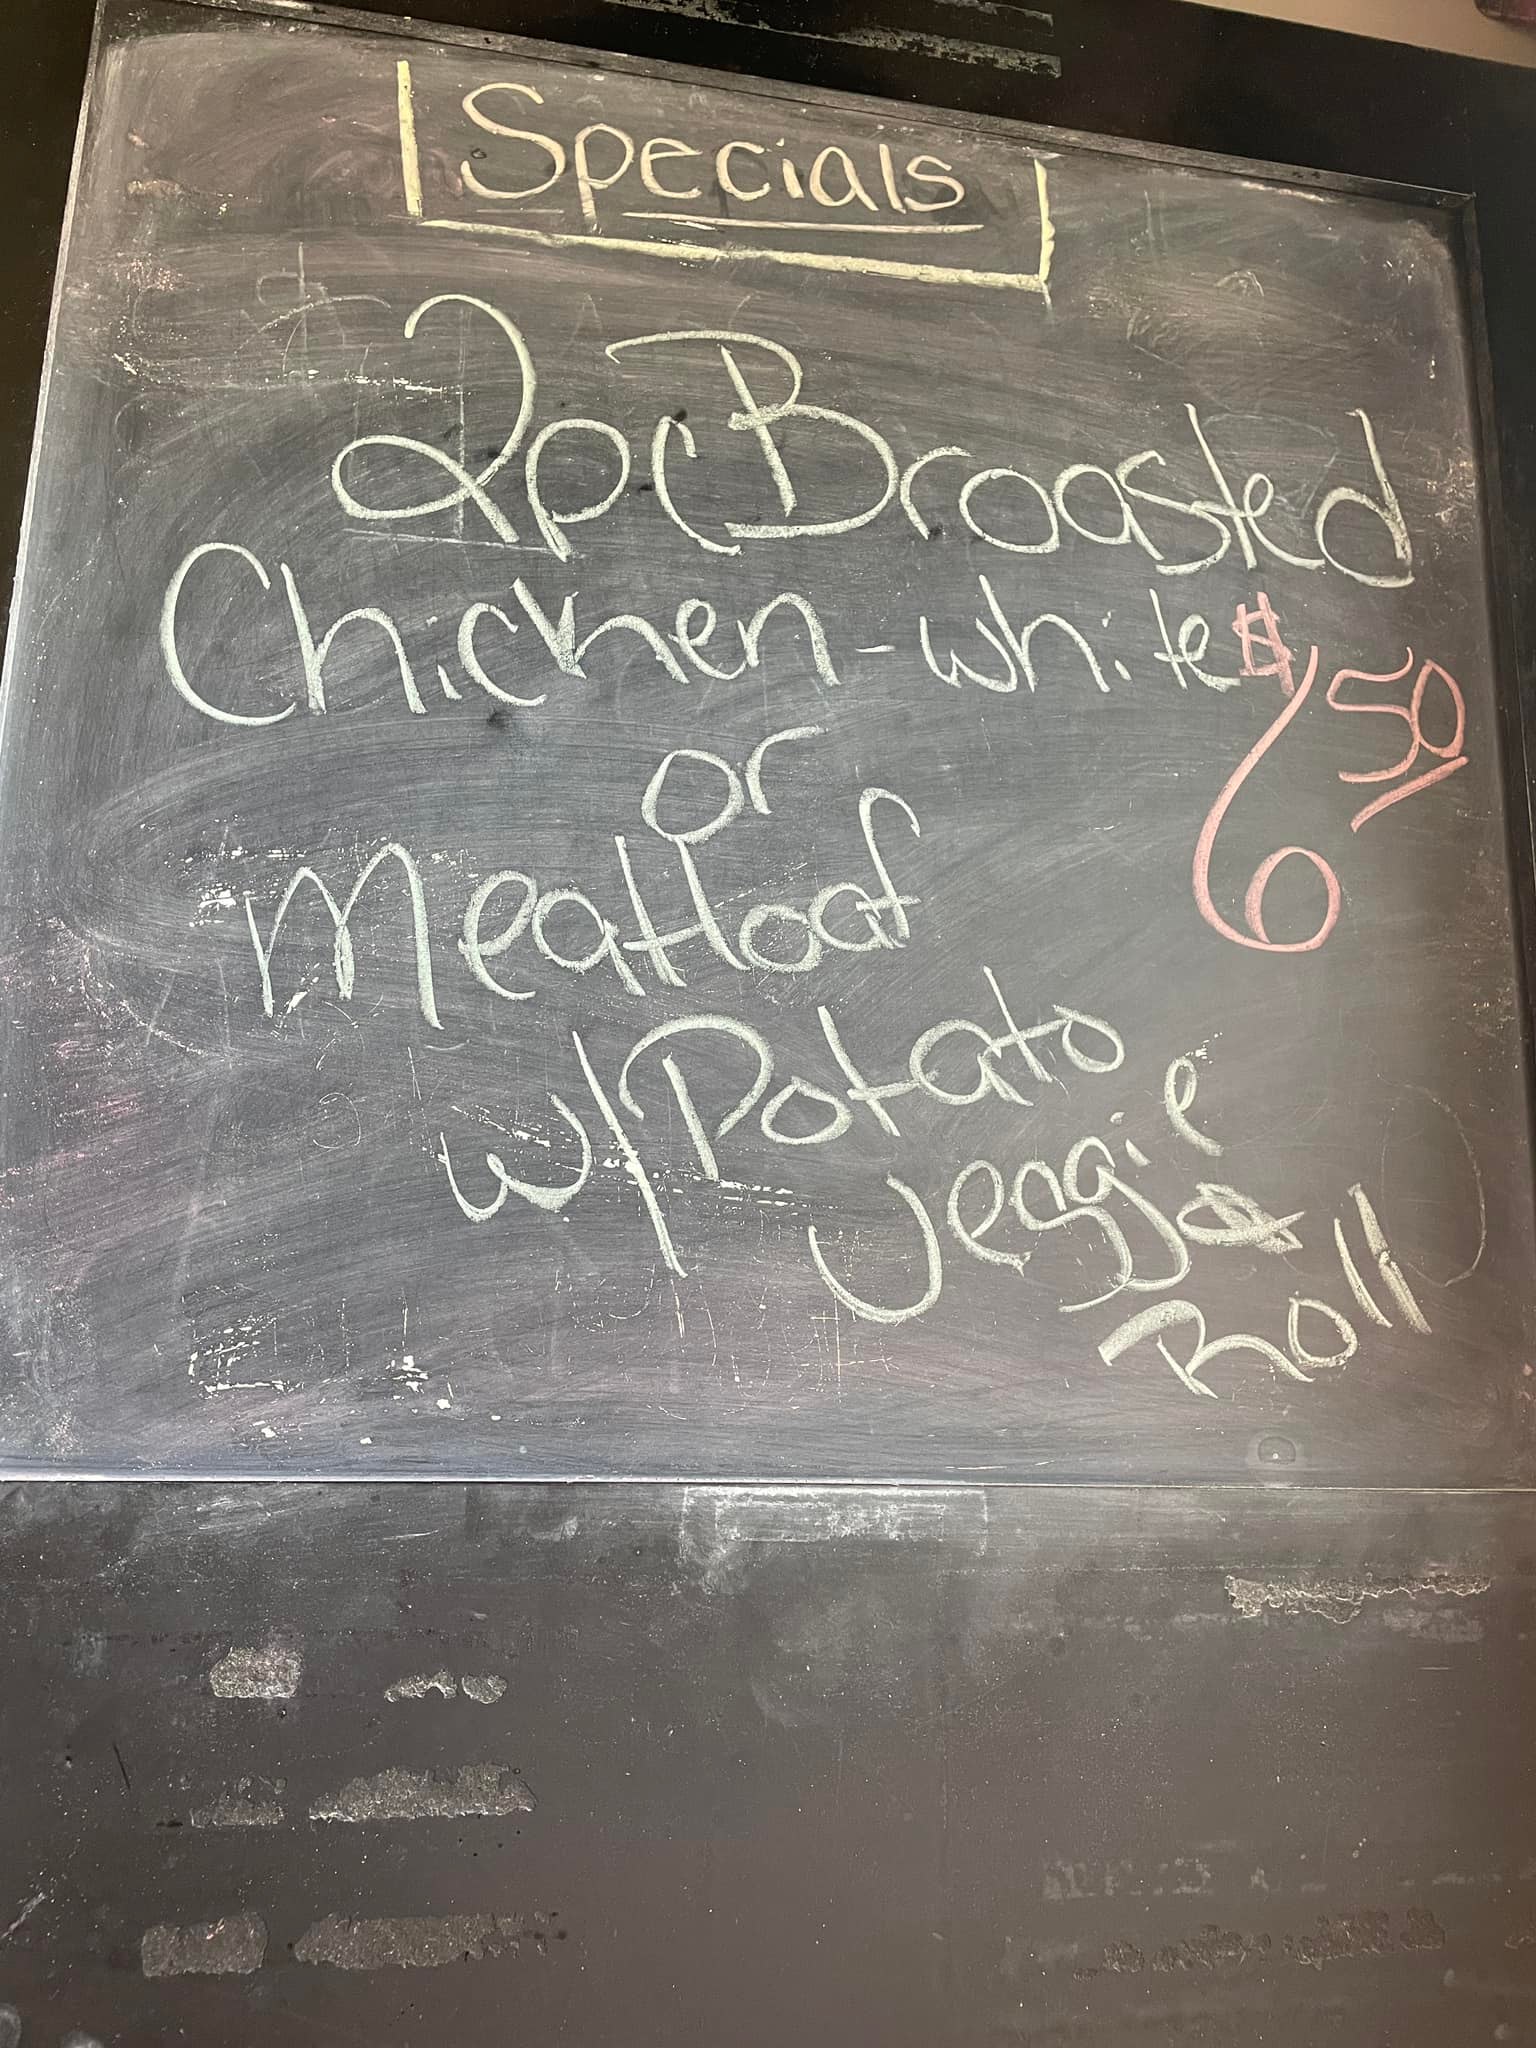 Specials
2pc Broasted
Chicken - white $6 50
or
Meatloaf
w/Potato
Veggie &
Roll